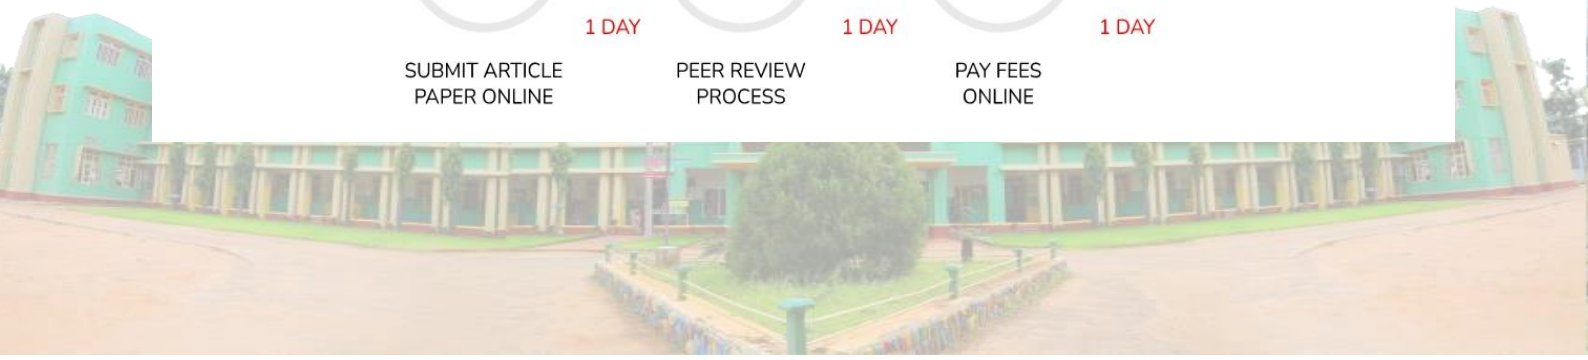 1 DAY
1 DAY
1 DAY
SUBMIT ARTICLE
PAPER ONLINE
PEER REVIEW
PROCESS
PAY FEES
ONLINE